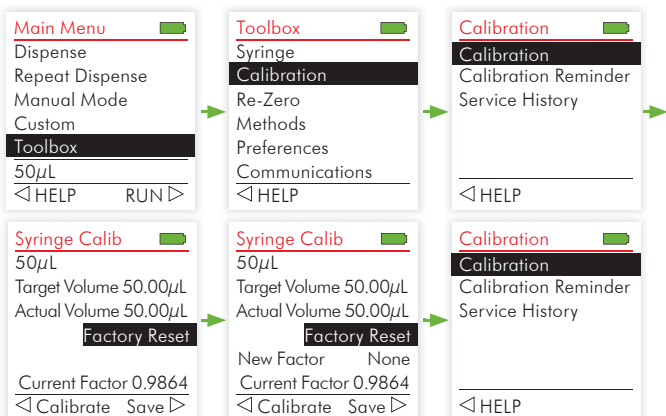 Main Menu
Dispense
Repeat Dispense
Manual Mode
Custom
Toolbox
50µL
◁ HELP RUN ▷
Toolbox
Syringe
Calibration
Re-Zero
Methods
Preferences
Communications
◁ HELP
Calibration
Calibration
Calibration Reminder
Service History
◁ HELP
Syringe Calib
50µL
Target Volume 50.00µL
Actual Volume 50.00µL
Factory Reset
Current Factor 0.9864
◁ Calibrate Save ▷
Syringe Calib
50µL
Target Volume 50.00µL
Actual Volume 50.00µL
Factory Reset
New Factor None
Current Factor 0.9864
◁ Calibrate Save ▷
Calibration
Calibration
Calibration Reminder
Service History
◁ HELP